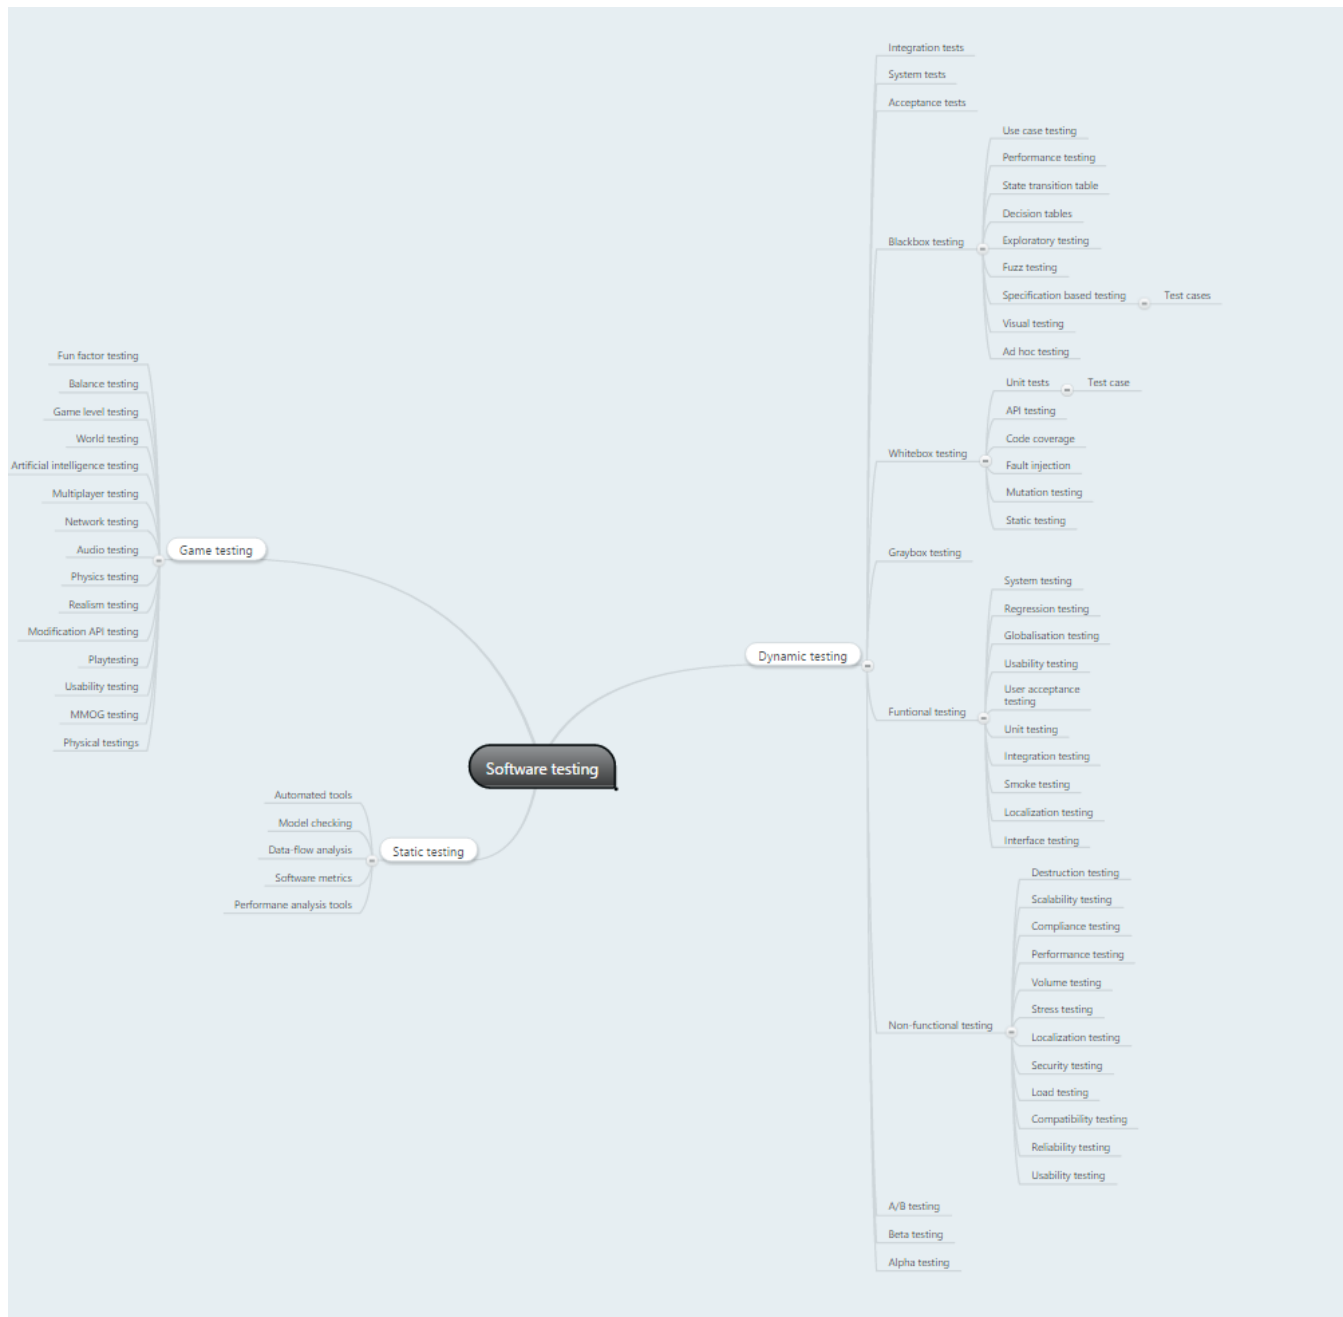 Software testing
Game testing
Fun factor testing
Balance testing
Game level testing
World testing
Artificial intelligence testing
Multiplayer testing
Network testing
Audio testing
Physics testing
Realism testing
Modification API testing
Playtesting
Usability testing
MMOG testing
Physical testings
Static testing
Automated tools
Model checking
Data-flow analysis
Software metrics
Performane analysis tools
Dynamic testing
Integration tests
System tests
Acceptance tests
Blackbox testing
Use case testing
Performance testing
State transition table
Decision tables
Exploratory testing
Fuzz testing
Specification based testing
Test cases
Visual testing
Ad hoc testing
Whitebox testing
Unit tests
Test case
API testing
Code coverage
Fault injection
Mutation testing
Static testing
Graybox testing
Funtional testing
System testing
Regression testing
Globalisation testing
Usability testing
User acceptance
testing
Unit testing
Integration testing
Smoke testing
Localization testing
Interface testing
Non-functional testing
Destruction testing
Scalability testing
Compliance testing
Performance testing
Volume testing
Stress testing
Localization testing
Security testing
Load testing
Compatibility testing
Reliability testing
Usability testing
A/B testing
Beta testing
Alpha testing